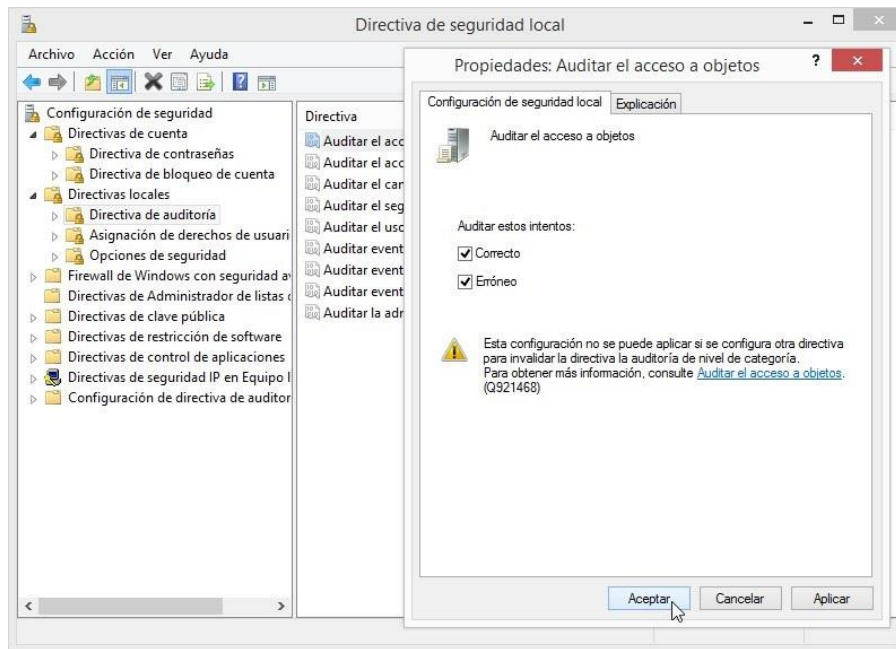 Directiva de seguridad local
Archivo Acción Ver Ayuda
Configuración de seguridad
Directivas de cuenta
Directiva de contraseñas
Directiva de bloqueo de cuenta
Directivas locales
Directiva de auditoría
Asignación de derechos de usuari
Opciones de seguridad
Firewall de Windows con seguridad a
Directivas de Administrador de listas
Directivas de clave pública
Directivas de restricción de software
Directivas de control de aplicaciones
Directivas de seguridad IP en Equipo l
Configuración de directiva de auditor
Directiva
Auditar el acc
Auditar el acc
Auditar el car
Auditar el seg
Auditar el uso
Auditar event
Auditar event
Auditar event
Auditar la adr
Propiedades: Auditar el acceso a objetos
Configuración de seguridad local Explicación
Auditar el acceso a objetos
Auditar estos intentos:
Correcto
Erróneo
Esta configuración no se puede aplicar si se configura otra directiva
para invalidar la directiva la auditoría de nivel de categoría.
Para obtener más información, consulte Auditar el acceso a objetos.
(Q921468)
Aceptar Cancelar Aplicar